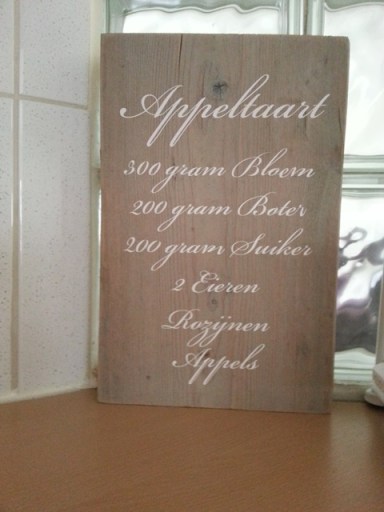 Appeltaart
300 gram Bloem
200 gram Boter
200 gram Suiker
2 Eieren
Rozijnen
Appels